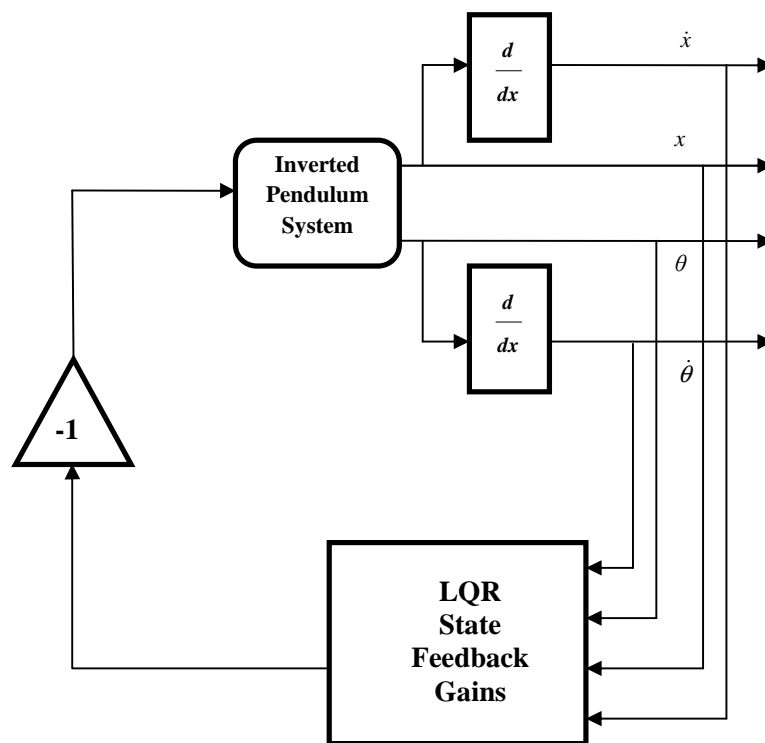 d
dx
ẋ
Inverted
Pendulum
System
x
θ
d
dx
θ̇
-1
LQR
State
Feedback
Gains